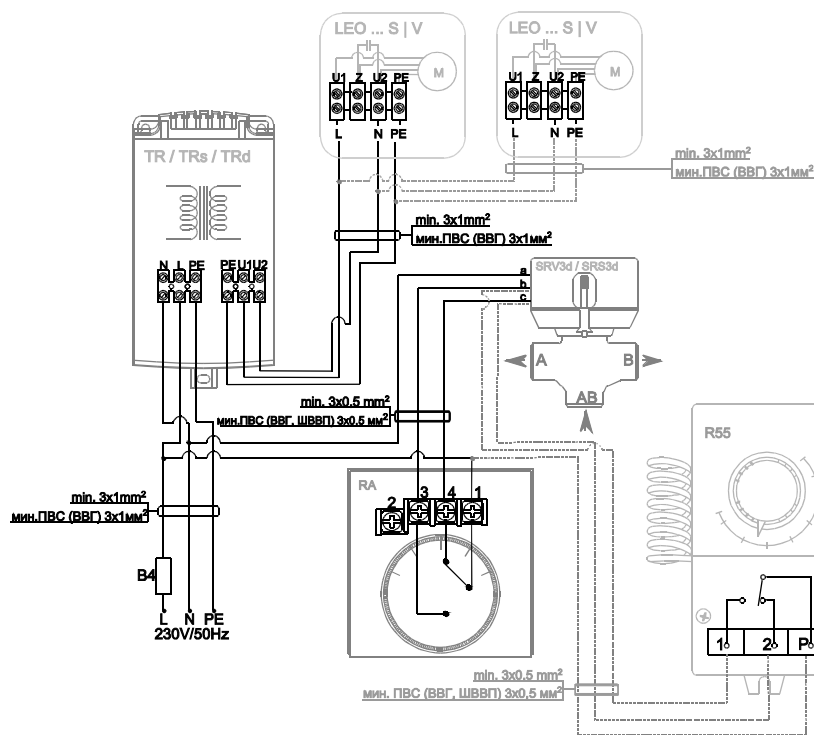 LEO ... S | V
M
U1 Z U2 PE
L N PE
LEO ... S | V
M
U1 Z U2 PE
L N PE
TR / TRs / TRd
N L PE
PE U1 U2
min. 3x1mm²
мин.ПВС (ВВГ) 3x1мм²
min. 3x1mm²
мин.ПВС (ВВГ) 3x1мм²
a
b
c
SRV3d / SRS3d
A
B
AB
min. 3x0.5 mm²
мин.ПВС (ВВГ, ШВВП) 3x0.5 мм²
R55
RA
2 3 4 1
min. 3x1mm²
мин.ПВС (ВВГ) 3x1мм²
B4
L N PE
230V/50Hz
1 2 P
min. 3x0.5 mm²
мин. ПВС (ВВГ, ШВВП) 3x0,5 мм²